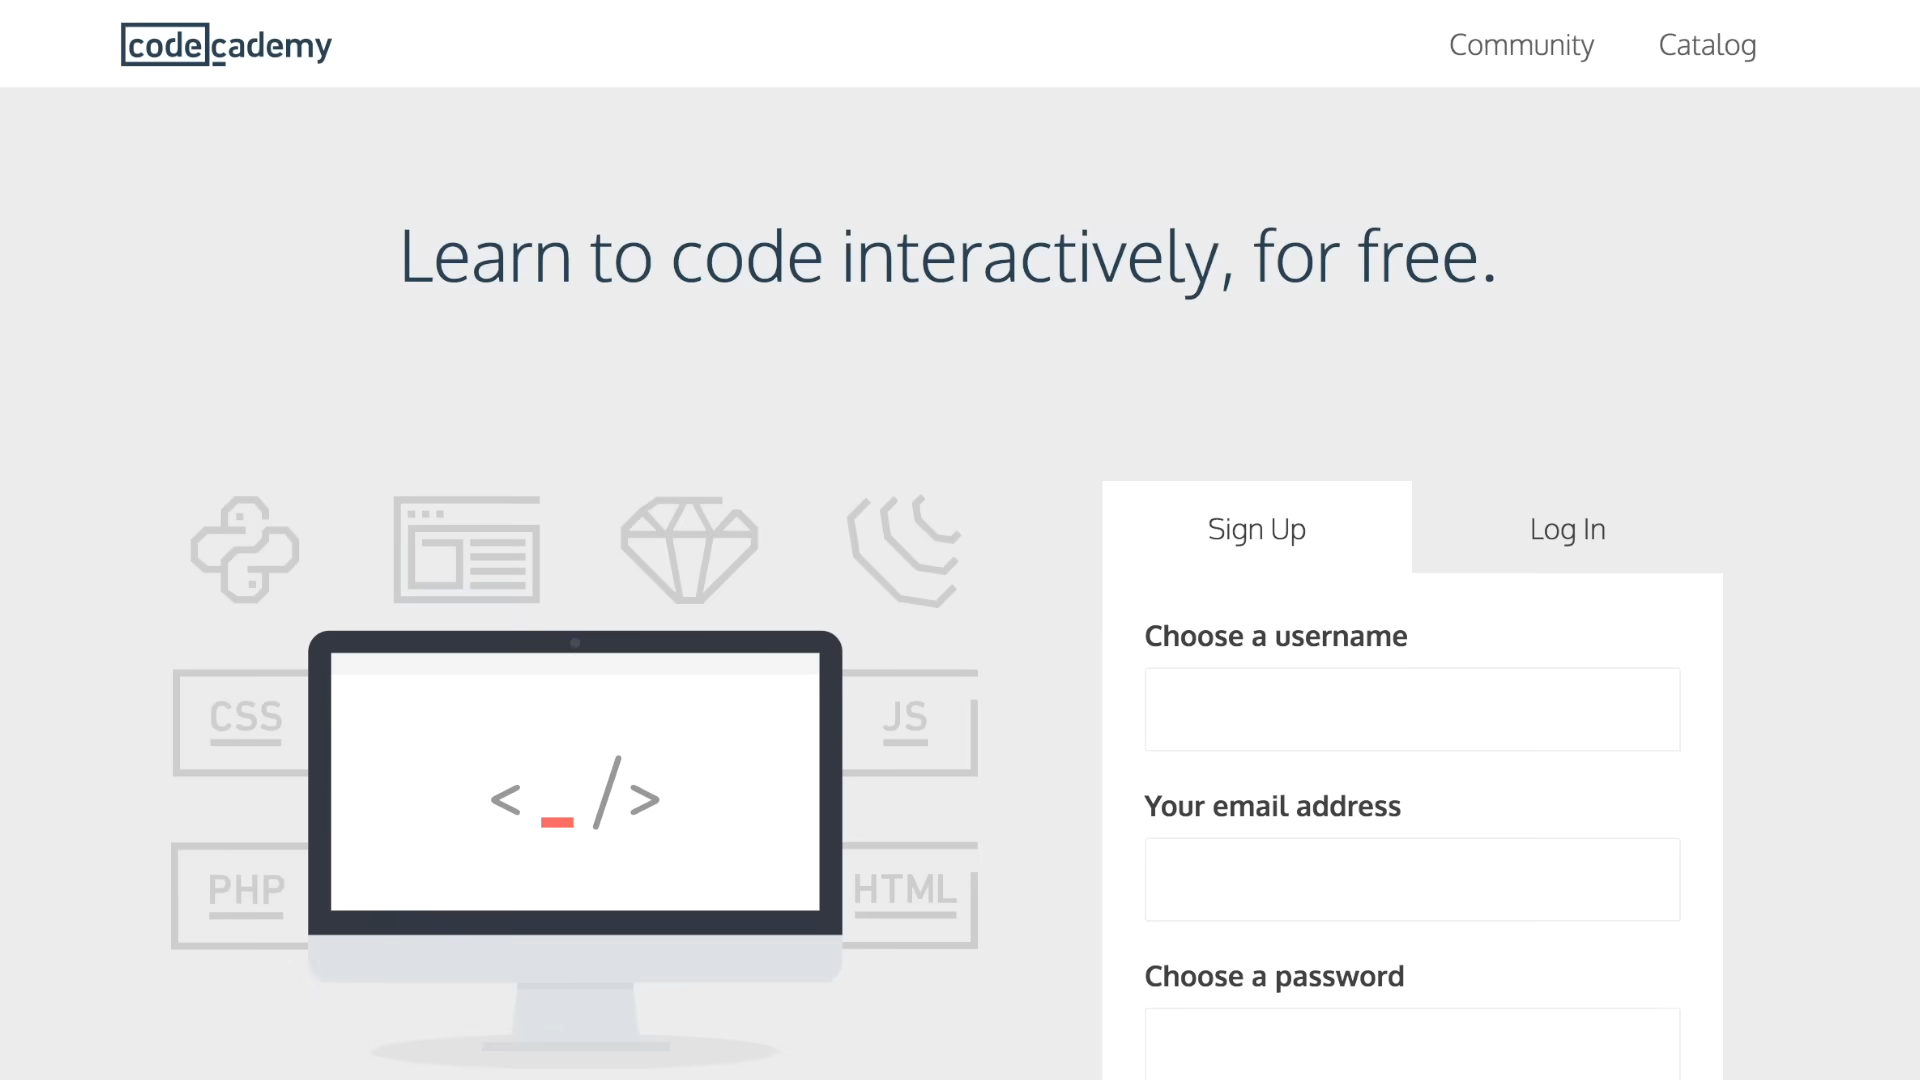 codecademy
Community
Catalog
Learn to code interactively, for free.
Sign Up
Log In
Choose a username
CSS
JS
< _ />
Your email address
PHP
HTML
Choose a password